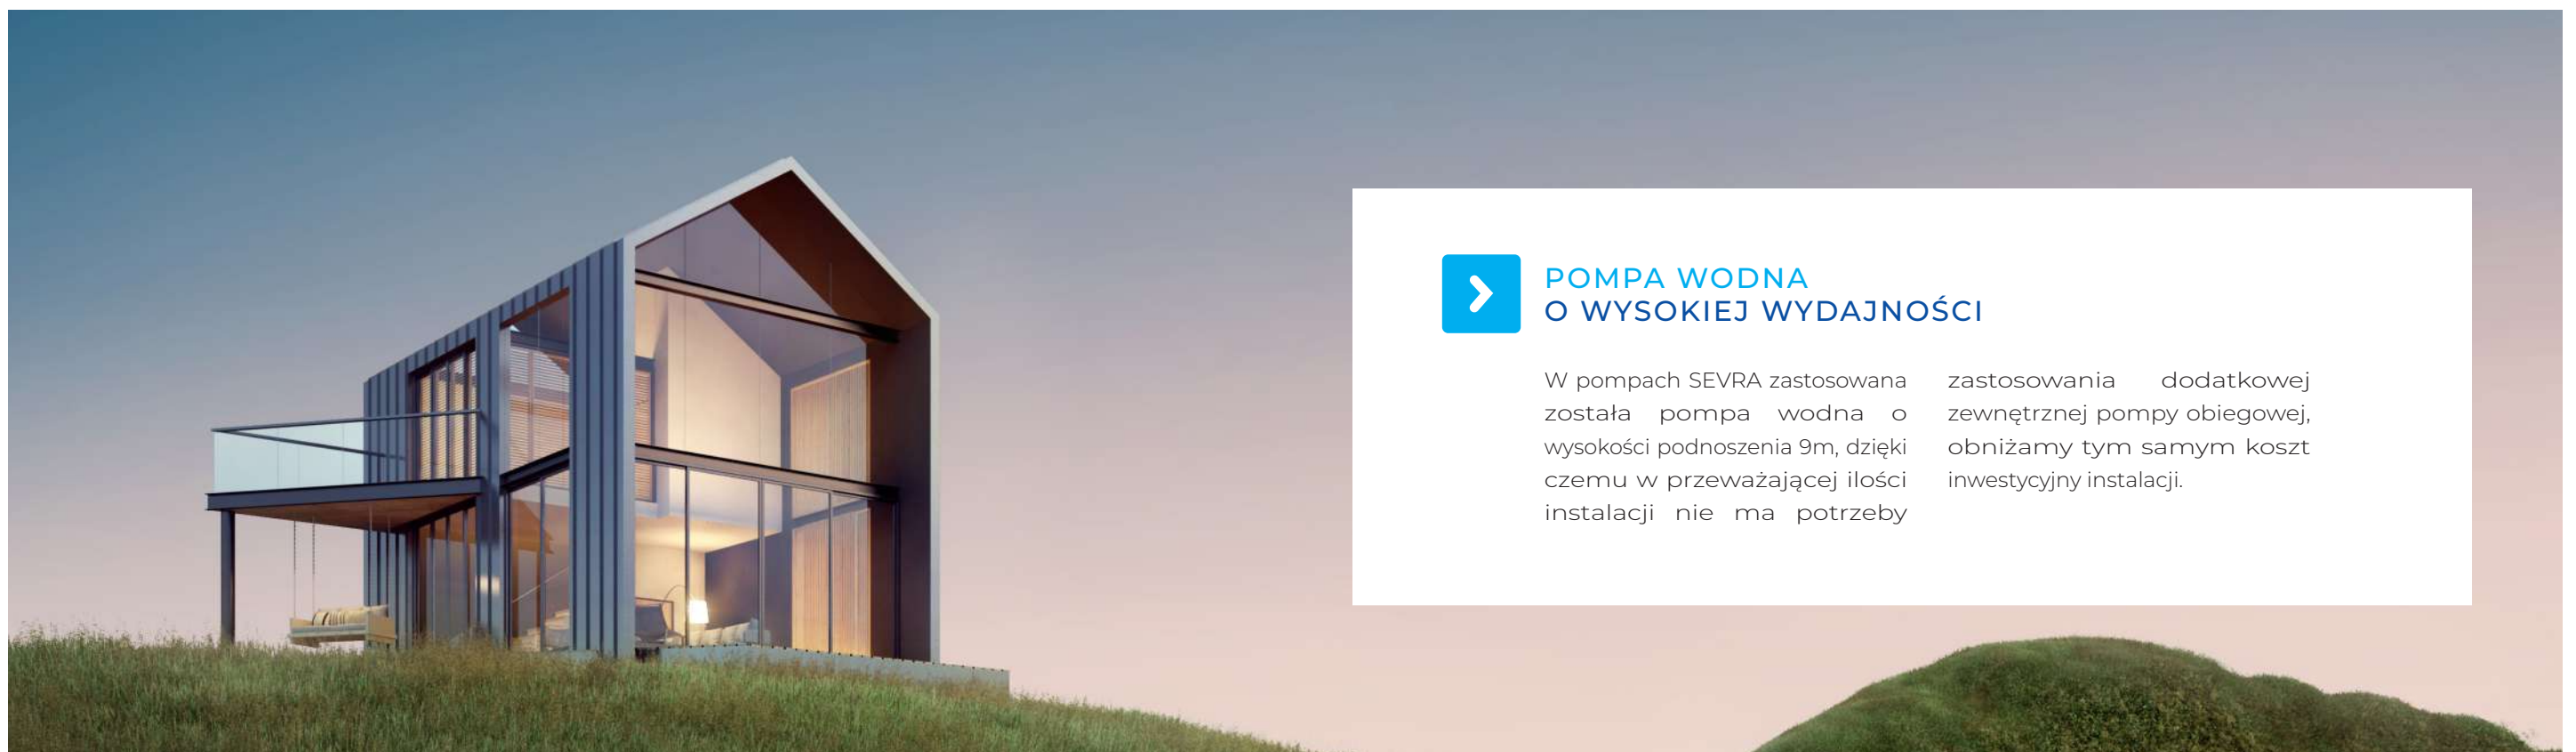 POMPA WODNA
O WYSOKIEJ WYDAJNOŚCI
W pompach SEVRA zastosowana
została pompa wodna o
wysokości podnoszenia 9m, dzięki
czemu w przeważającej ilości
instalacji nie ma potrzeby
zastosowania dodatkowej
zewnętrznej pompy obiegowej,
obniżamy tym samym koszt
inwestycyjny instalacji.